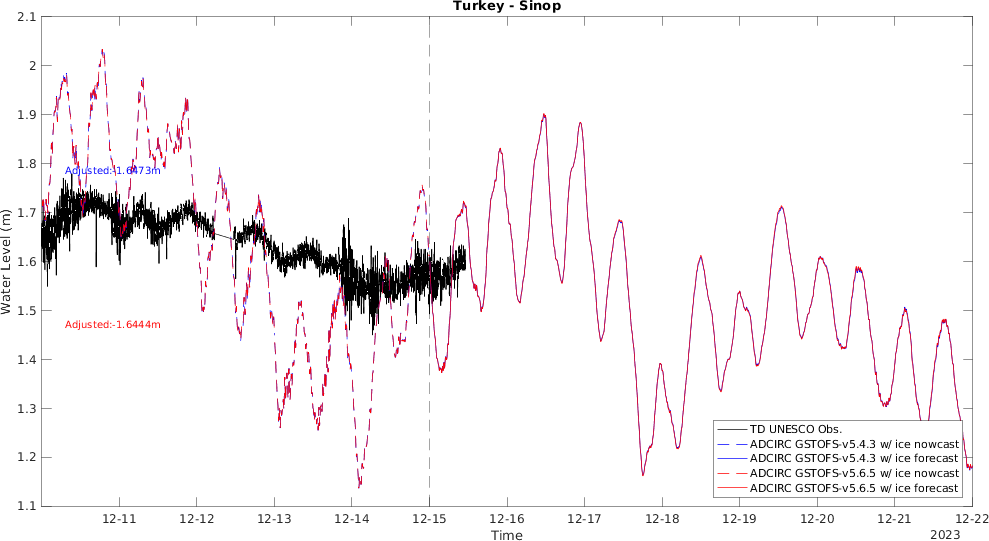 Turkey - Sinop
2.1
2
1.9
1.8
1.7
1.6
1.5
1.4
1.3
1.2
1.1
Water Level (m)
Adjusted:-1.6473m
Adjusted:-1.6444m
TD UNESCO Obs.
ADCIRC GSTOFS-v5.4.3 w/ ice nowcast
ADCIRC GSTOFS-v5.4.3 w/ ice forecast
ADCIRC GSTOFS-v5.6.5 w/ ice nowcast
ADCIRC GSTOFS-v5.6.5 w/ ice forecast
12-11 12-12 12-13 12-14 12-15 12-16 12-17 12-18 12-19 12-20 12-21 12-22
Time
2023